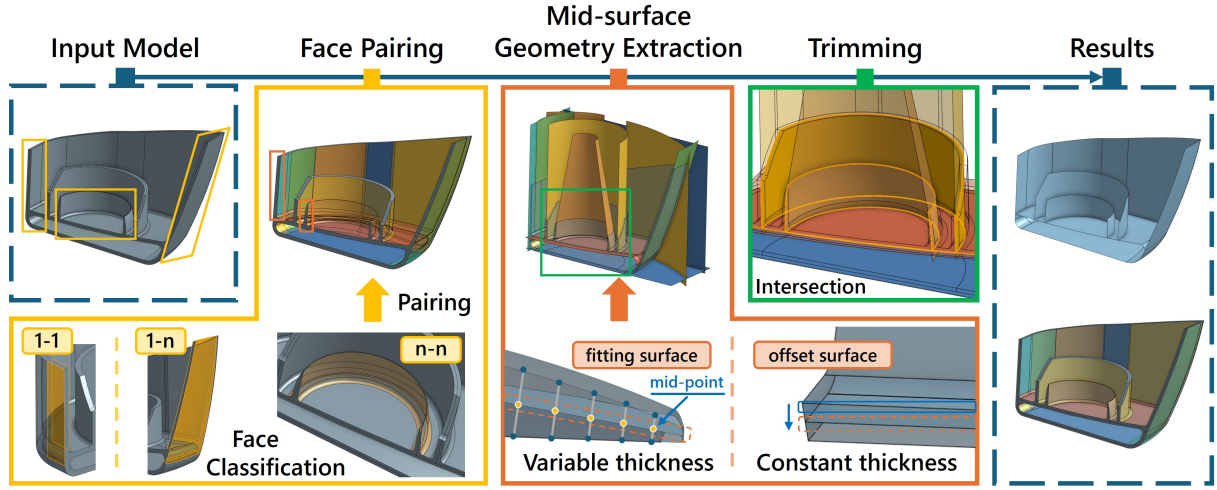 Input Model
Face Pairing
Mid-surface
Geometry Extraction
Trimming
Results
Pairing
Intersection
1-1
1-n
n-n
Face
Classification
fitting surface
mid-point
Variable thickness
offset surface
Constant thickness